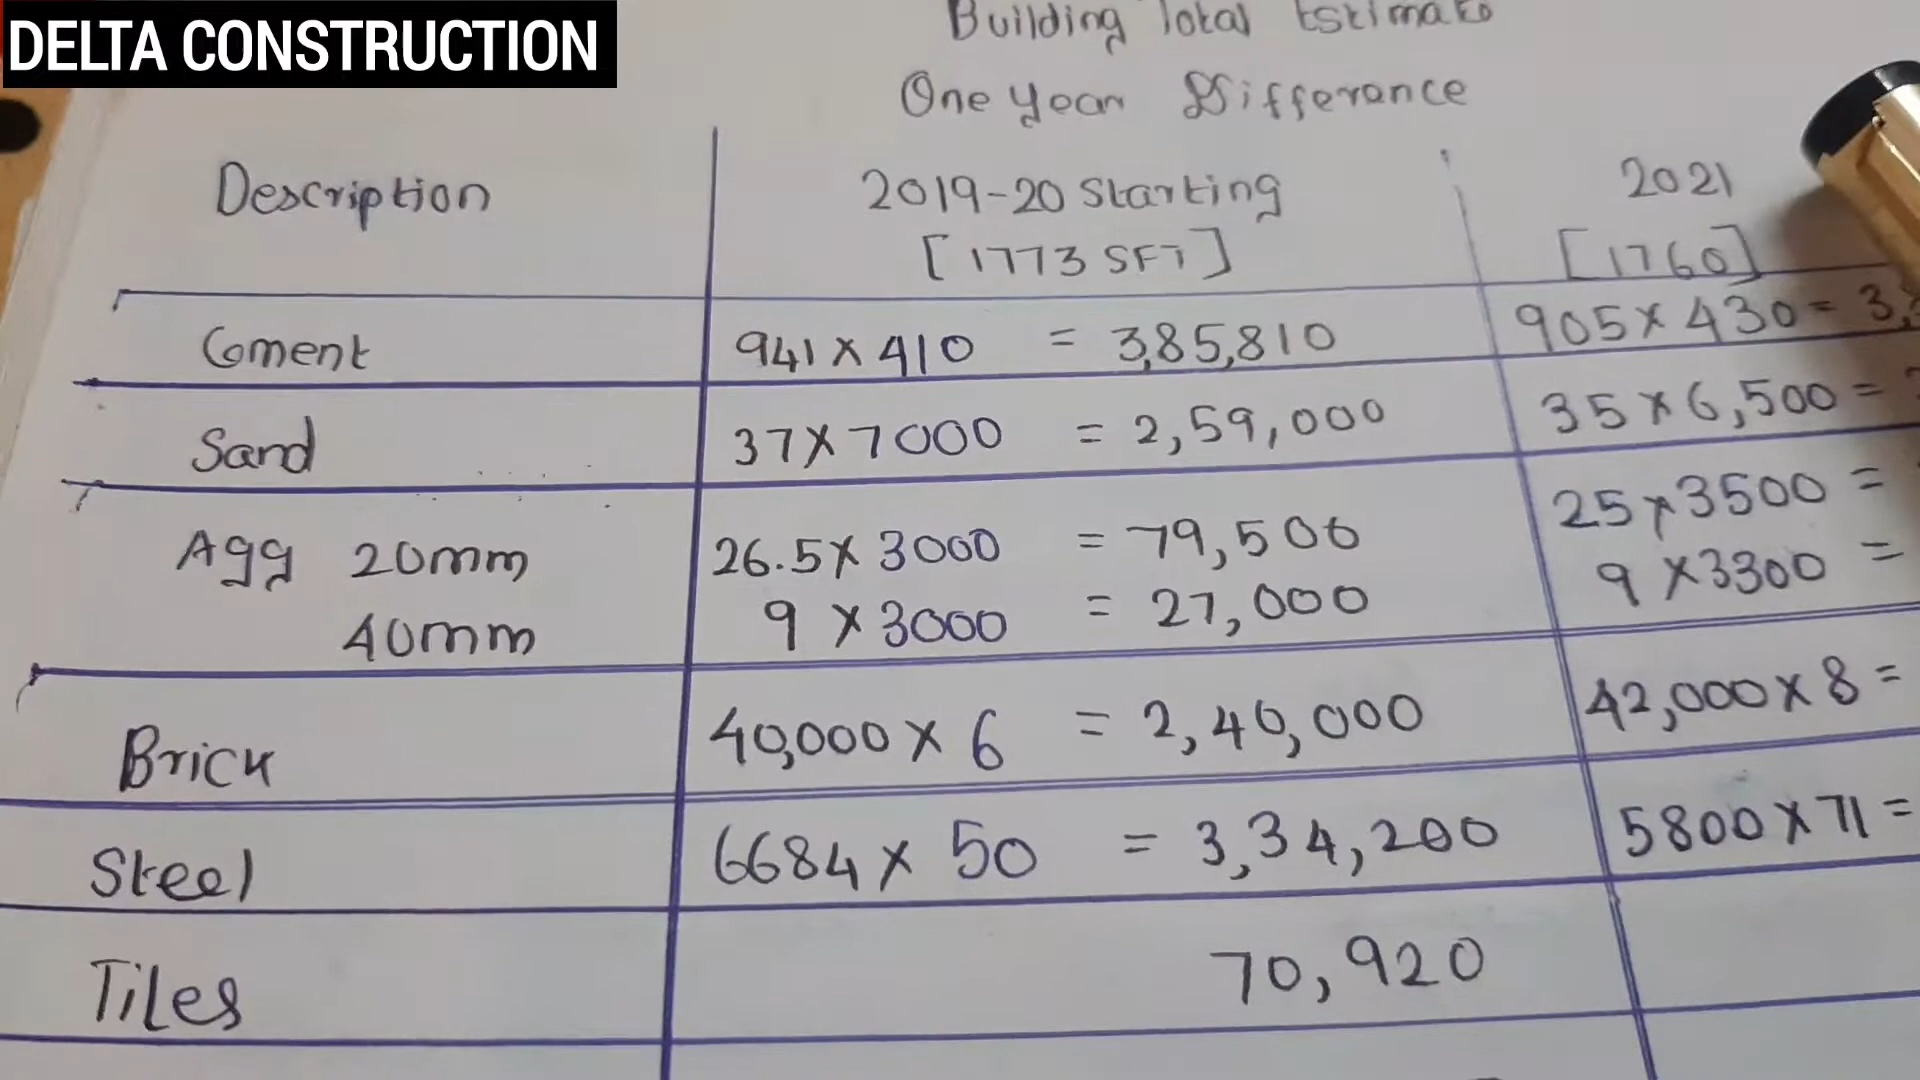 DELTA CONSTRUCTION
Building Total Estimate
One Year Difference
Description 2019-20 Starting 2021
[1773 SFT] [1760]
Cement 941 x 410 = 3,85,810 905 x 430 = 3,
Sand 37 x 7000 = 2,59,000 35 x 6,500 =
Agg 20mm 26.5 x 3000 = 79,500 25 x 3500 =
40mm 9 x 3000 = 27,000 9 x 3300 =
Brick 40,000 x 6 = 2,40,000 42,000 x 8 =
Steel 6684 x 50 = 3,34,200 5800 x 71 =
Tiles 70,920